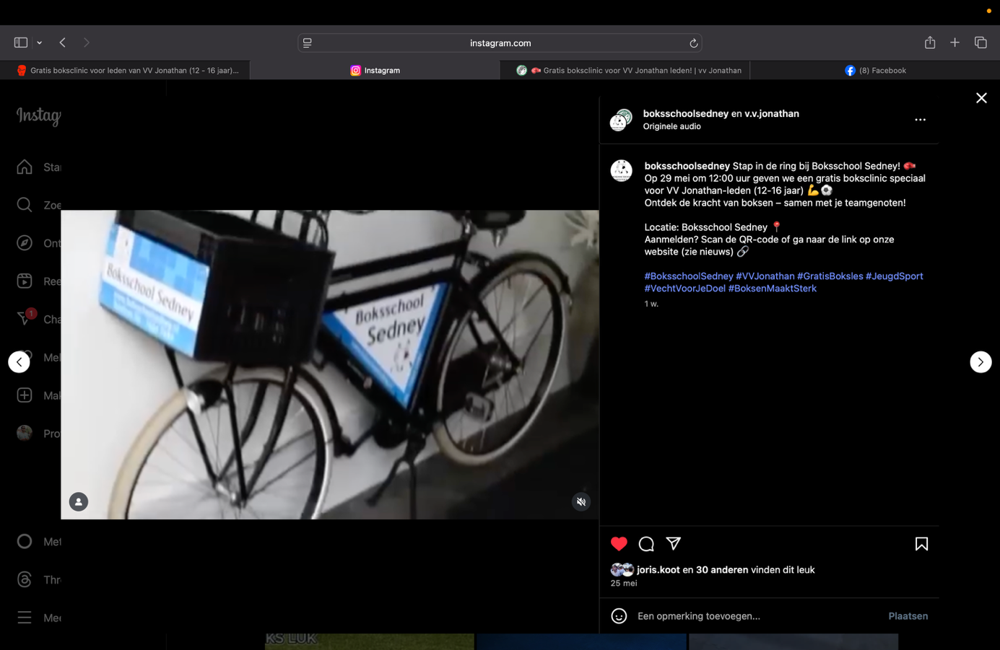 instagram.com
Gratis boksclinic voor leden van VV Jonathan (12 - 16 jaar)...
Instagram
Gratis boksclinic voor VV Jonathan leden! | vv Jonathan
(8) Facebook
Instag
boksschoolsedney en v.v.jonathan
Originele audio
Sta
Zoe
Ont
Ree
1
Cha
Mel
Mak
Pro
Met
Thr
Mee
Boksschool Sedney
Boksschool
Sedney
boksschoolsedney Stap in de ring bij Boksschool Sedney! 🥊
Op 29 mei om 12:00 uur geven we een gratis boksclinic speciaal
voor VV Jonathan-leden (12-16 jaar) 💪⚽
Ontdek de kracht van boksen – samen met je teamgenoten!
Locatie: Boksschool Sedney 📍
Aanmelden? Scan de QR-code of ga naar de link op onze
website (zie nieuws) 🔗
#BoksschoolSedney #VVJonathan #GratisBoksles #JeugdSport
#VechtVoorJeDoel #BoksenMaaktSterk
1 w.
joris.koot en 30 anderen vinden dit leuk
25 mei
Een opmerking toevoegen...
Plaatsen
KS LUK